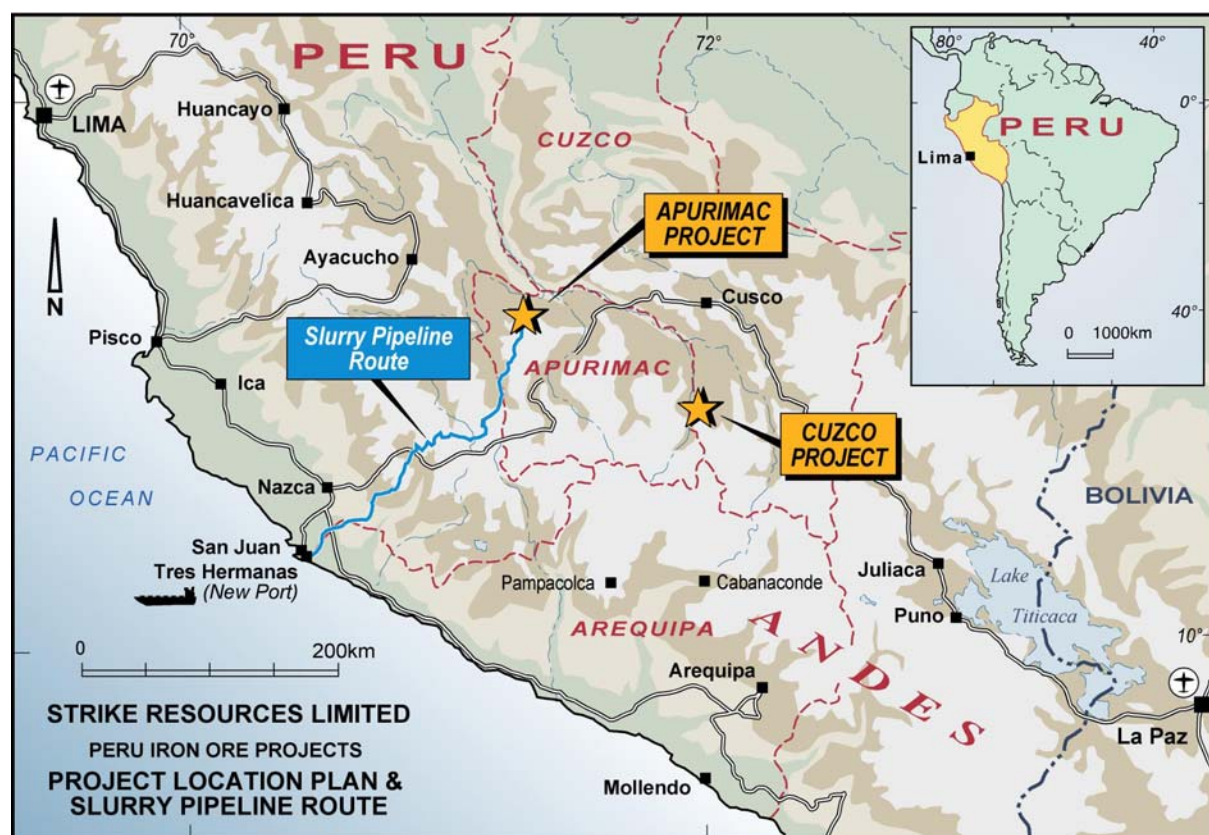 70°
PERU
72°
LIMA
Huancayo
CUZCO
Huancavelica
APURIMAC
PROJECT
Ayacucho
N
Cusco
Pisco
Slurry Pipeline
Route
APURIMAC
Ica
CUZCO
PROJECT
PACIFIC
OCEAN
Nazca
BOLIVIA
San Juan
Tres Hermanas
(New Port)
Pampacolca
Cabanaconde
Juliaca
Lake
Titicaca
Puno
AREQUIPA
ANDES
10°
0
200km
Arequipa
La Paz
Mollendo
STRIKE RESOURCES LIMITED
PERU IRON ORE PROJECTS
PROJECT LOCATION PLAN &
SLURRY PIPELINE ROUTE
80°
40°
0°
PERU
Lima
40°
0 1000km